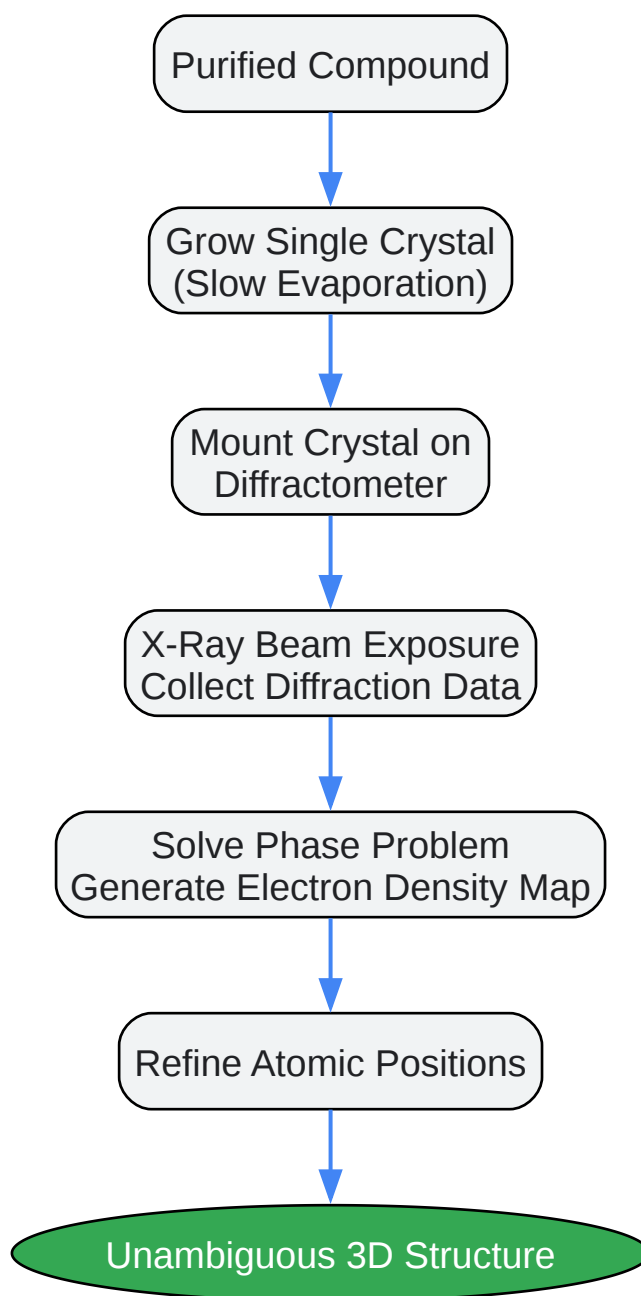 Purified Compound
Grow Single Crystal
(Slow Evaporation)
Mount Crystal on
Diffractometer
X-Ray Beam Exposure
Collect Diffraction Data
Solve Phase Problem
Generate Electron Density Map
Refine Atomic Positions
Unambiguous 3D Structure